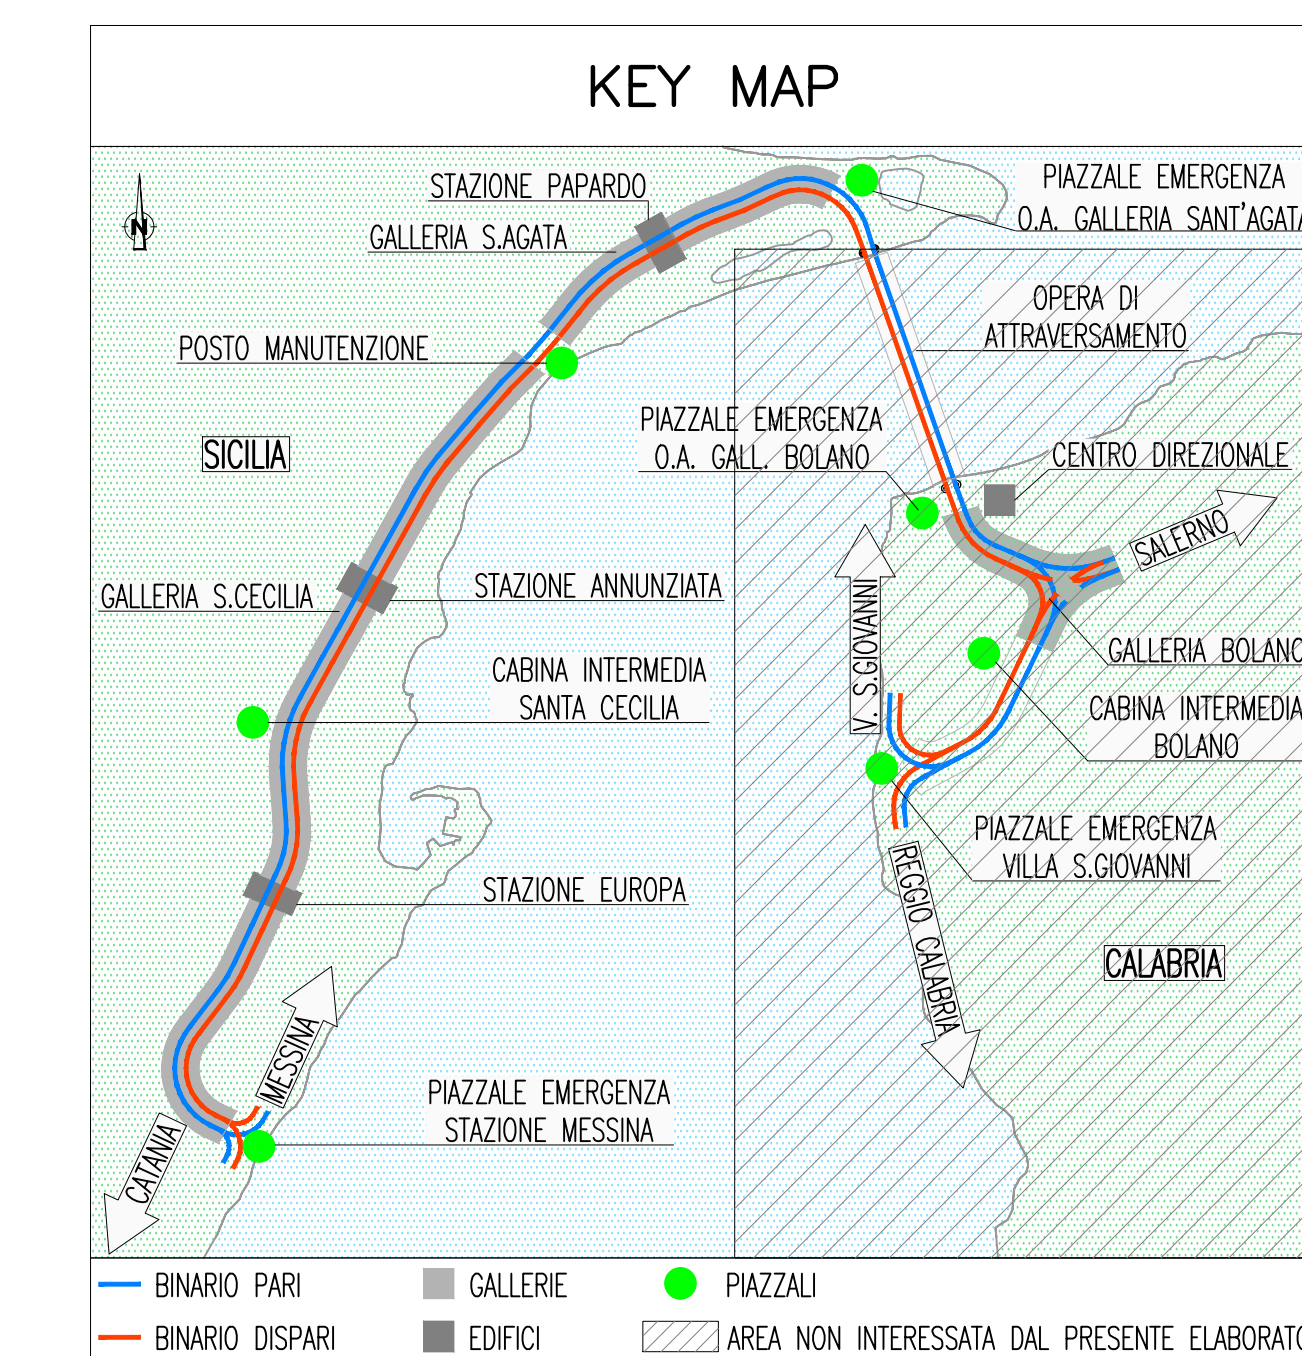 KEY MAP
N
STAZIONE PAPARDO
GALLERIA S.AGATA
PIAZZALE EMERGENZA
O.A. GALLERIA SANT'AGATA
OPERA DI
ATTRAVERSAMENTO
POSTO MANUTENZIONE
SICILIA
PIAZZALE EMERGENZA
O.A. GALL. BOLANO
CENTRO DIREZIONALE
SALERNO
GALLERIA S.CECILIA
STAZIONE ANNUNZIATA
V. S.GIOVANNI
GALLERIA BOLANO
CABINA INTERMEDIA
SANTA CECILIA
CABINA INTERMEDIA
BOLANO
PIAZZALE EMERGENZA
VILLA S.GIOVANNI
STAZIONE EUROPA
REGGIO CALABRIA
CALABRIA
MESSINA
PIAZZALE EMERGENZA
STAZIONE MESSINA
CATANIA
BINARIO PARI
GALLERIE
PIAZZALI
BINARIO DISPARI
EDIFICI
AREA NON INTERESSATA DAL PRESENTE ELABORATO